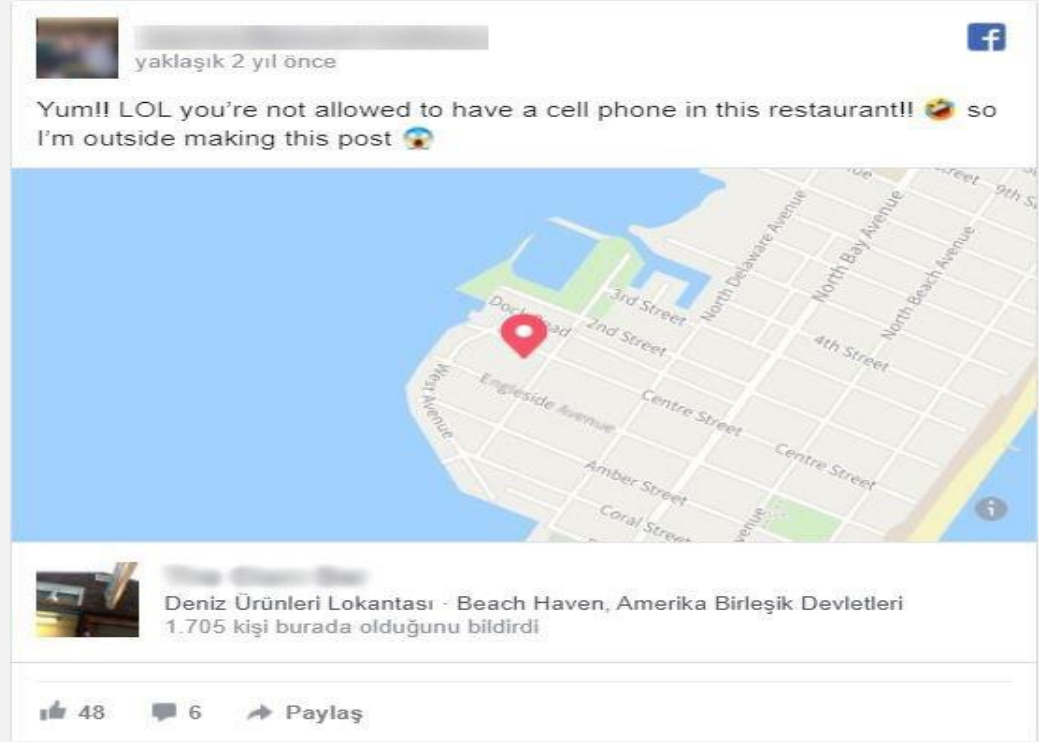 yaklaşık 2 yıl önce
Yum!! LOL you’re not allowed to have a cell phone in this restaurant!! 🤣 so
I’m outside making this post 😱
9th
North Delaware Avenue
North Bay Avenue
North Beach Avenue
3rd Street
Dock Road
2nd Street
4th Street
West Avenue
Engleside Avenue
Centre Street
Centre Street
Amber Street
Coral Street
Deniz Ürünleri Lokantası · Beach Haven, Amerika Birleşik Devletleri
1.705 kişi burada olduğunu bildirdi
48 6 Paylaş